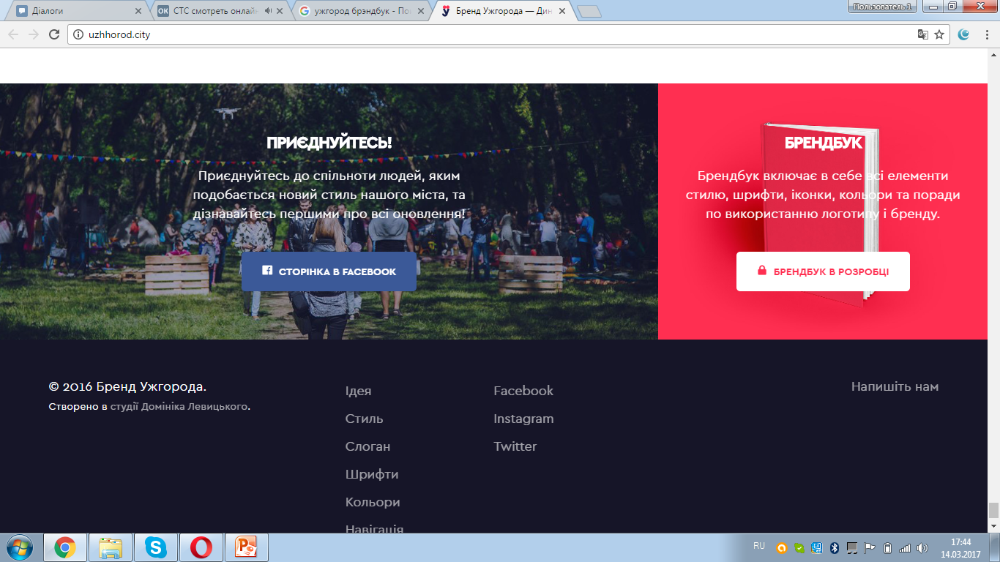 Діалоги
СТС смотреть онлайн
ужгород брэндбук - По
Бренд Ужгорода — Дин
Пользователь 1
uzhhorod.city
ПРИЄДНУЙТЕСЬ!
Приєднуйтесь до спільноти людей, яким
подобається новий стиль нашого міста, та
дізнавайтесь першими про всі оновлення!
СТОРІНКА В FACEBOOK
БРЕНДБУК
Брендбук включає в себе всі елементи
стилю, шрифти, іконки, кольори та поради
по використанню логотипу і бренду.
БРЕНДБУК В РОЗРОБЦІ
© 2016 Бренд Ужгорода.
Створено в студії Домініка Левицького.
Ідея
Стиль
Слоган
Шрифти
Кольори
Навігація
Facebook
Instagram
Twitter
Напишіть нам
RU
17:44
14.03.2017